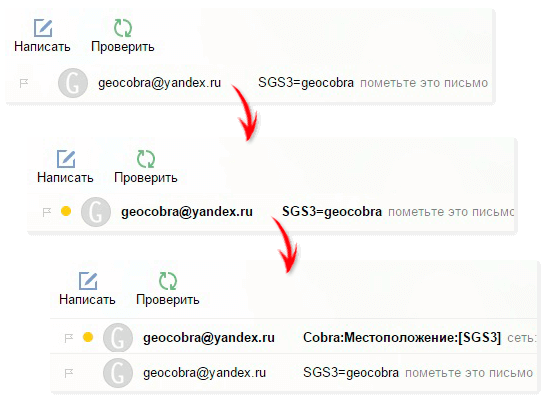 Написать Проверить
G geocobra@yandex.ru SGS3=geocobra пометьте это письмо
Написать Проверить
G geocobra@yandex.ru SGS3=geocobra пометьте это письмо
Написать Проверить
G geocobra@yandex.ru Cobra:Местоположение:[SGS3] сеть:
G geocobra@yandex.ru SGS3=geocobra пометьте это письмо